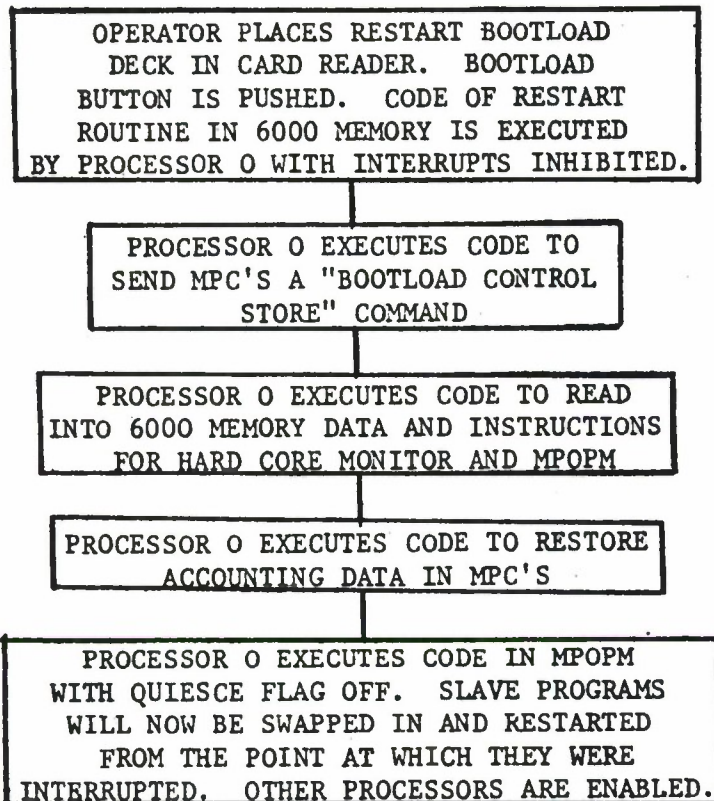 OPERATOR PLACES RESTART BOOTLOAD
DECK IN CARD READER. BOOTLOAD
BUTTON IS PUSHED. CODE OF RESTART
ROUTINE IN 6000 MEMORY IS EXECUTED
BY PROCESSOR O WITH INTERRUPTS INHIBITED.
PROCESSOR O EXECUTES CODE TO
SEND MPC'S A "BOOTLOAD CONTROL
STORE" COMMAND
PROCESSOR O EXECUTES CODE TO READ
INTO 6000 MEMORY DATA AND INSTRUCTIONS
FOR HARD CORE MONITOR AND MPOPM
PROCESSOR O EXECUTES CODE TO RESTORE
ACCOUNTING DATA IN MPC'S
PROCESSOR O EXECUTES CODE IN MPOPM
WITH QUIESCE FLAG OFF. SLAVE PROGRAMS
WILL NOW BE SWAPPED IN AND RESTARTED
FROM THE POINT AT WHICH THEY WERE
INTERRUPTED. OTHER PROCESSORS ARE ENABLED.